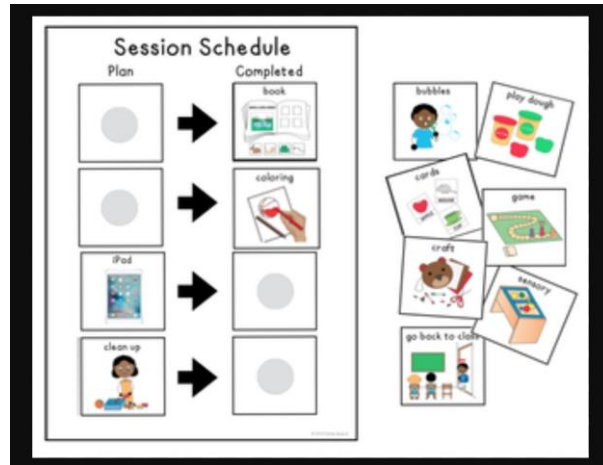 Session Schedule
Plan Completed
book
coloring
iPad
clean up
bubbles
play dough
cards
game
craft
sensory
go back to class